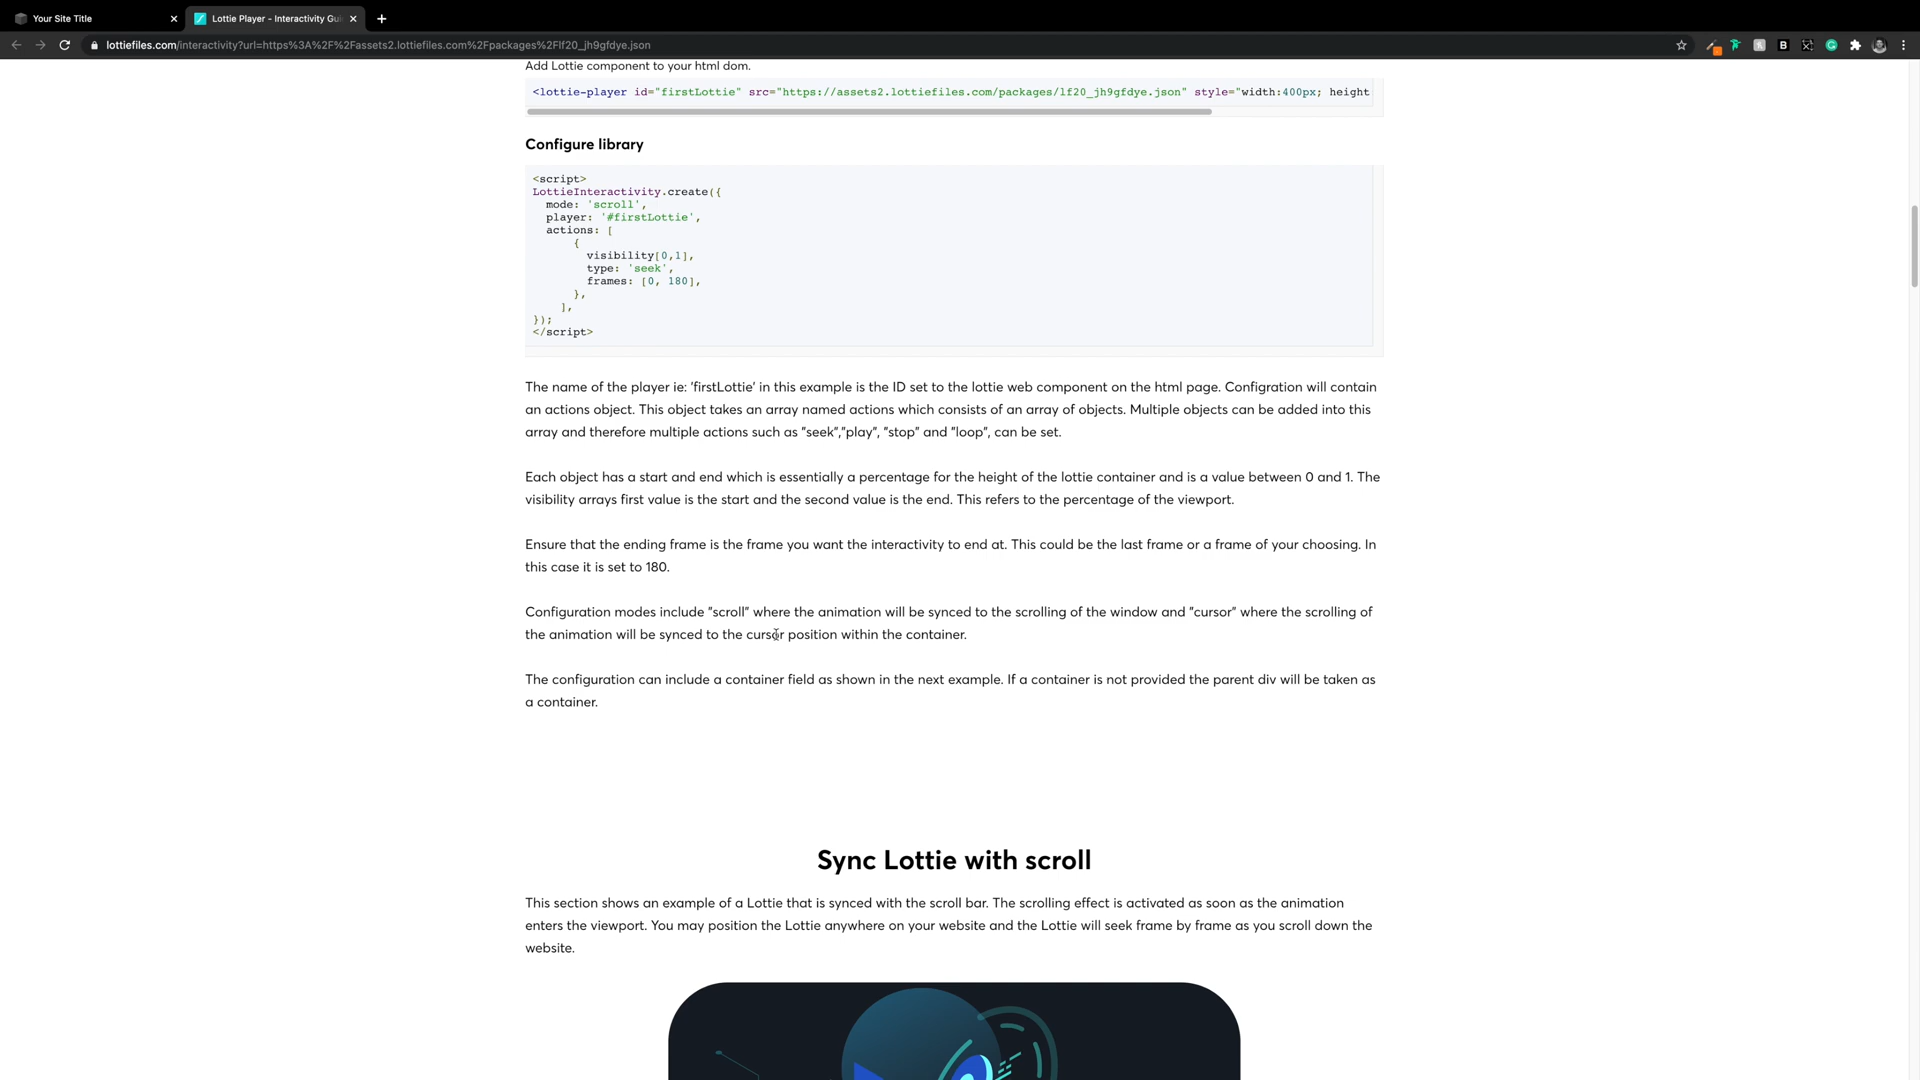 Your Site Title
Lottie Player - Interactivity Gui
lottiefiles.com/interactivity?url=https%3A%2F%2Fassets2.lottiefiles.com%2Fpackages%2Flf20_jh9gfdye.json
Add Lottie component to your html dom.
<lottie-player id="firstLottie" src="https://assets2.lottiefiles.com/packages/lf20_jh9gfdye.json" style="width:400px; height
Configure library
<script>
LottieInteractivity.create({
mode: 'scroll',
player: '#firstLottie',
actions: [
{
visibility[0,1],
type: 'seek',
frames: [0, 180],
},
],
});
</script>
The name of the player ie: 'firstLottie' in this example is the ID set to the lottie web component on the html page. Configration will contain
an actions object. This object takes an array named actions which consists of an array of objects. Multiple objects can be added into this
array and therefore multiple actions such as "seek","play", "stop" and "loop", can be set.
Each object has a start and end which is essentially a percentage for the height of the lottie container and is a value between 0 and 1. The
visibility arrays first value is the start and the second value is the end. This refers to the percentage of the viewport.
Ensure that the ending frame is the frame you want the interactivity to end at. This could be the last frame or a frame of your choosing. In
this case it is set to 180.
Configuration modes include "scroll" where the animation will be synced to the scrolling of the window and "cursor" where the scrolling of
the animation will be synced to the cursor position within the container.
The configuration can include a container field as shown in the next example. If a container is not provided the parent div will be taken as
a container.
Sync Lottie with scroll
This section shows an example of a Lottie that is synced with the scroll bar. The scrolling effect is activated as soon as the animation
enters the viewport. You may position the Lottie anywhere on your website and the Lottie will seek frame by frame as you scroll down the
website.